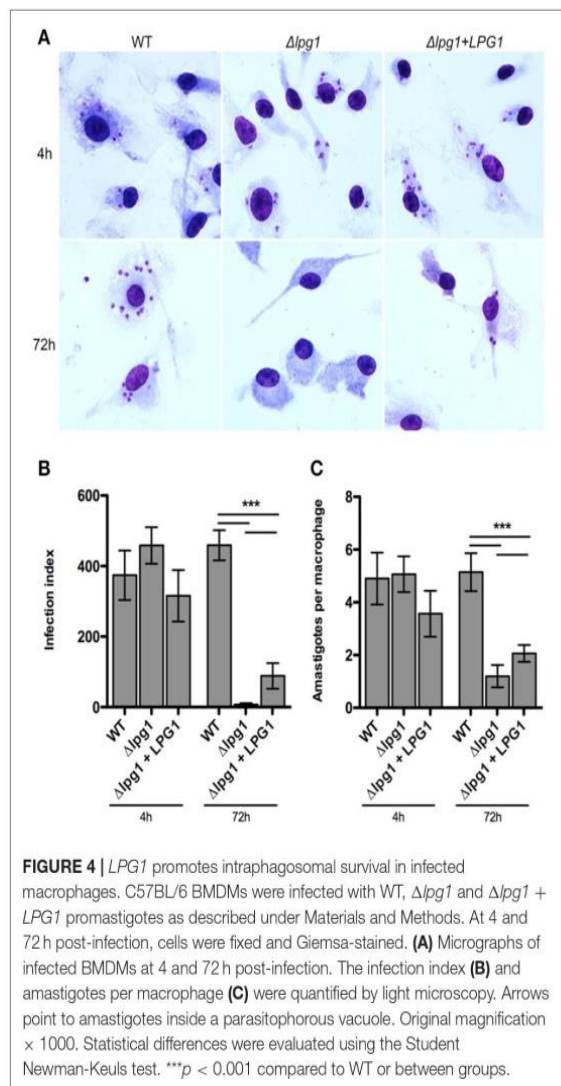 A
WT
Δlpg1
Δlpg1+LPG1
4h
72h
B
600
400
200
0
Infection index
***
WT
Δlpg1
Δlpg1 + LPG1
WT
Δlpg1
Δlpg1 + LPG1
4h
72h
C
8
6
4
2
0
Amastigotes per macrophage
***
WT
Δlpg1
Δlpg1 + LPG1
WT
Δlpg1
Δlpg1 + LPG1
4h
72h
FIGURE 4 | LPG1 promotes intraphagosomal survival in infected
macrophages. C57BL/6 BMDMs were infected with WT, Δlpg1 and Δlpg1 +
LPG1 promastigotes as described under Materials and Methods. At 4 and
72 h post-infection, cells were fixed and Giemsa-stained. (A) Micrographs of
infected BMDMs at 4 and 72 h post-infection. The infection index (B) and
amastigotes per macrophage (C) were quantified by light microscopy. Arrows
point to amastigotes inside a parasitophorous vacuole. Original magnification
× 1000. Statistical differences were evaluated using the Student
Newman-Keuls test. ***p < 0.001 compared to WT or between groups.